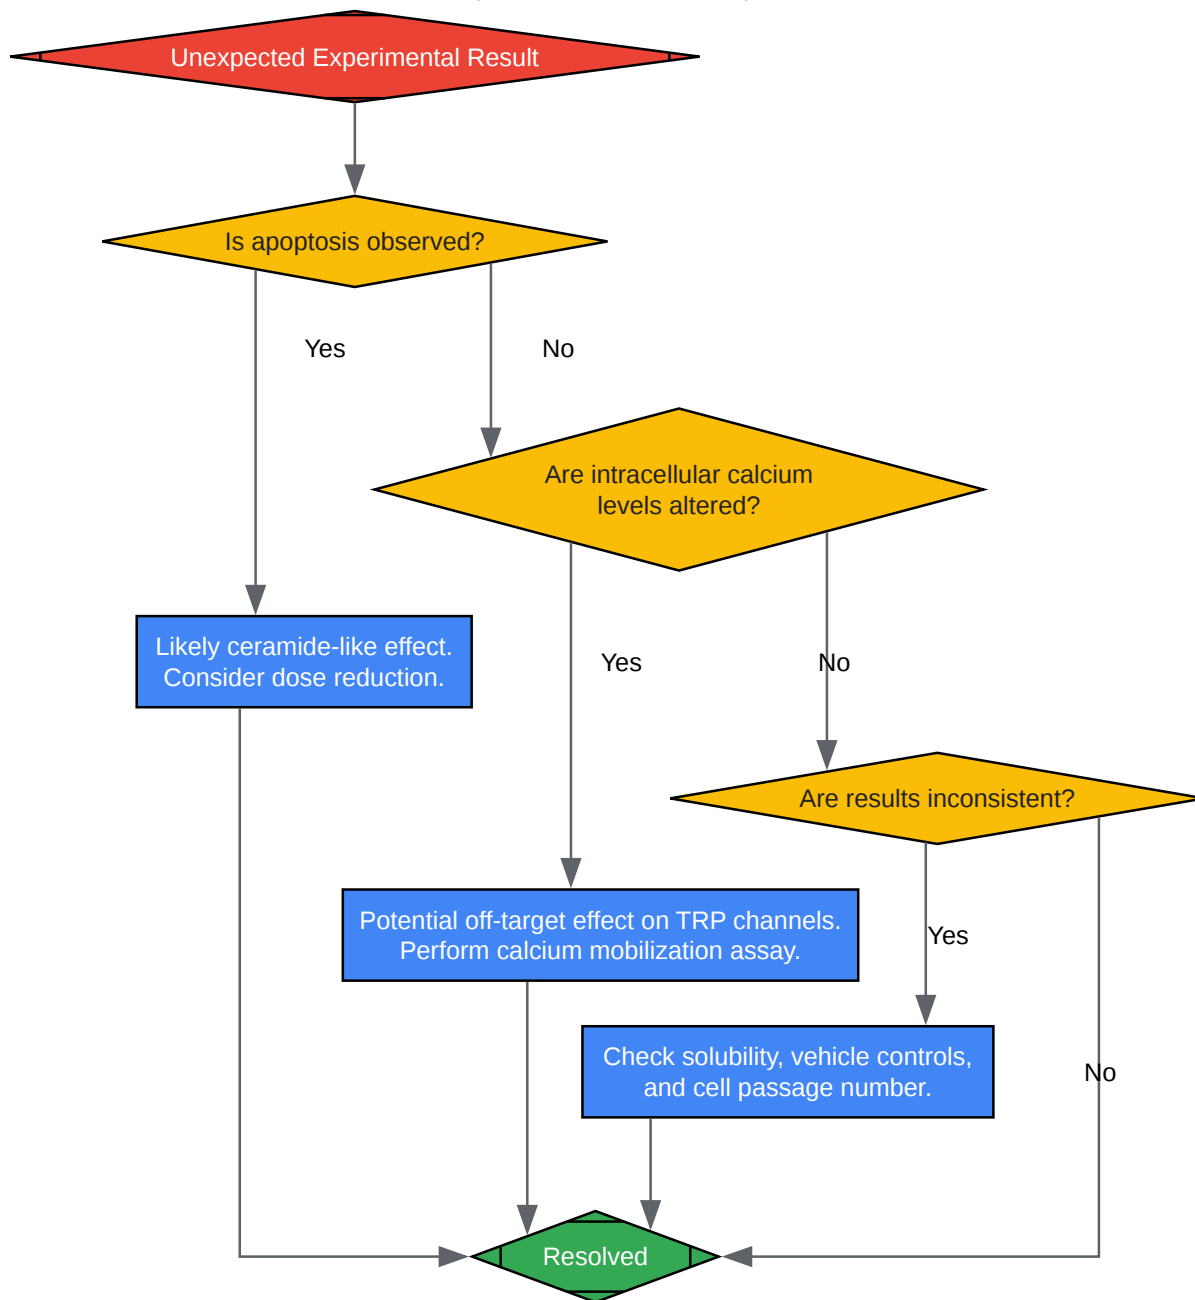 Unexpected Experimental Result
Is apoptosis observed?
Yes
No
Are intracellular calcium
levels altered?
Likely ceramide-like effect.
Consider dose reduction.
Yes
No
Are results inconsistent?
Potential off-target effect on TRP channels.
Perform calcium mobilization assay.
Yes
Check solubility, vehicle controls,
and cell passage number.
No
Resolved